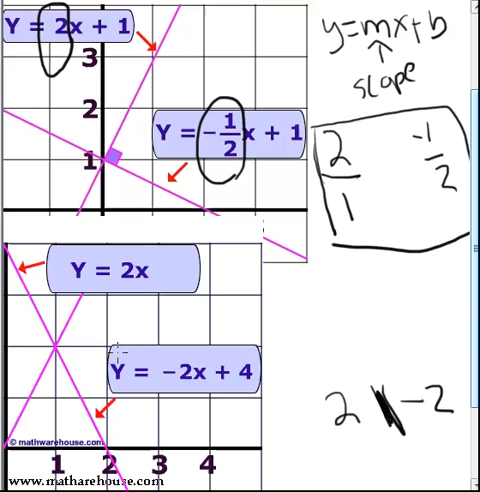 Y = 2x + 1
y=mx+b
slope
3
2
1
Y = -1/2x + 1
2/1 -1/2
Y = 2x
Y = -2x + 4
2 -2
© mathwarehouse.com
1 2 3 4
www.matharehouse.com